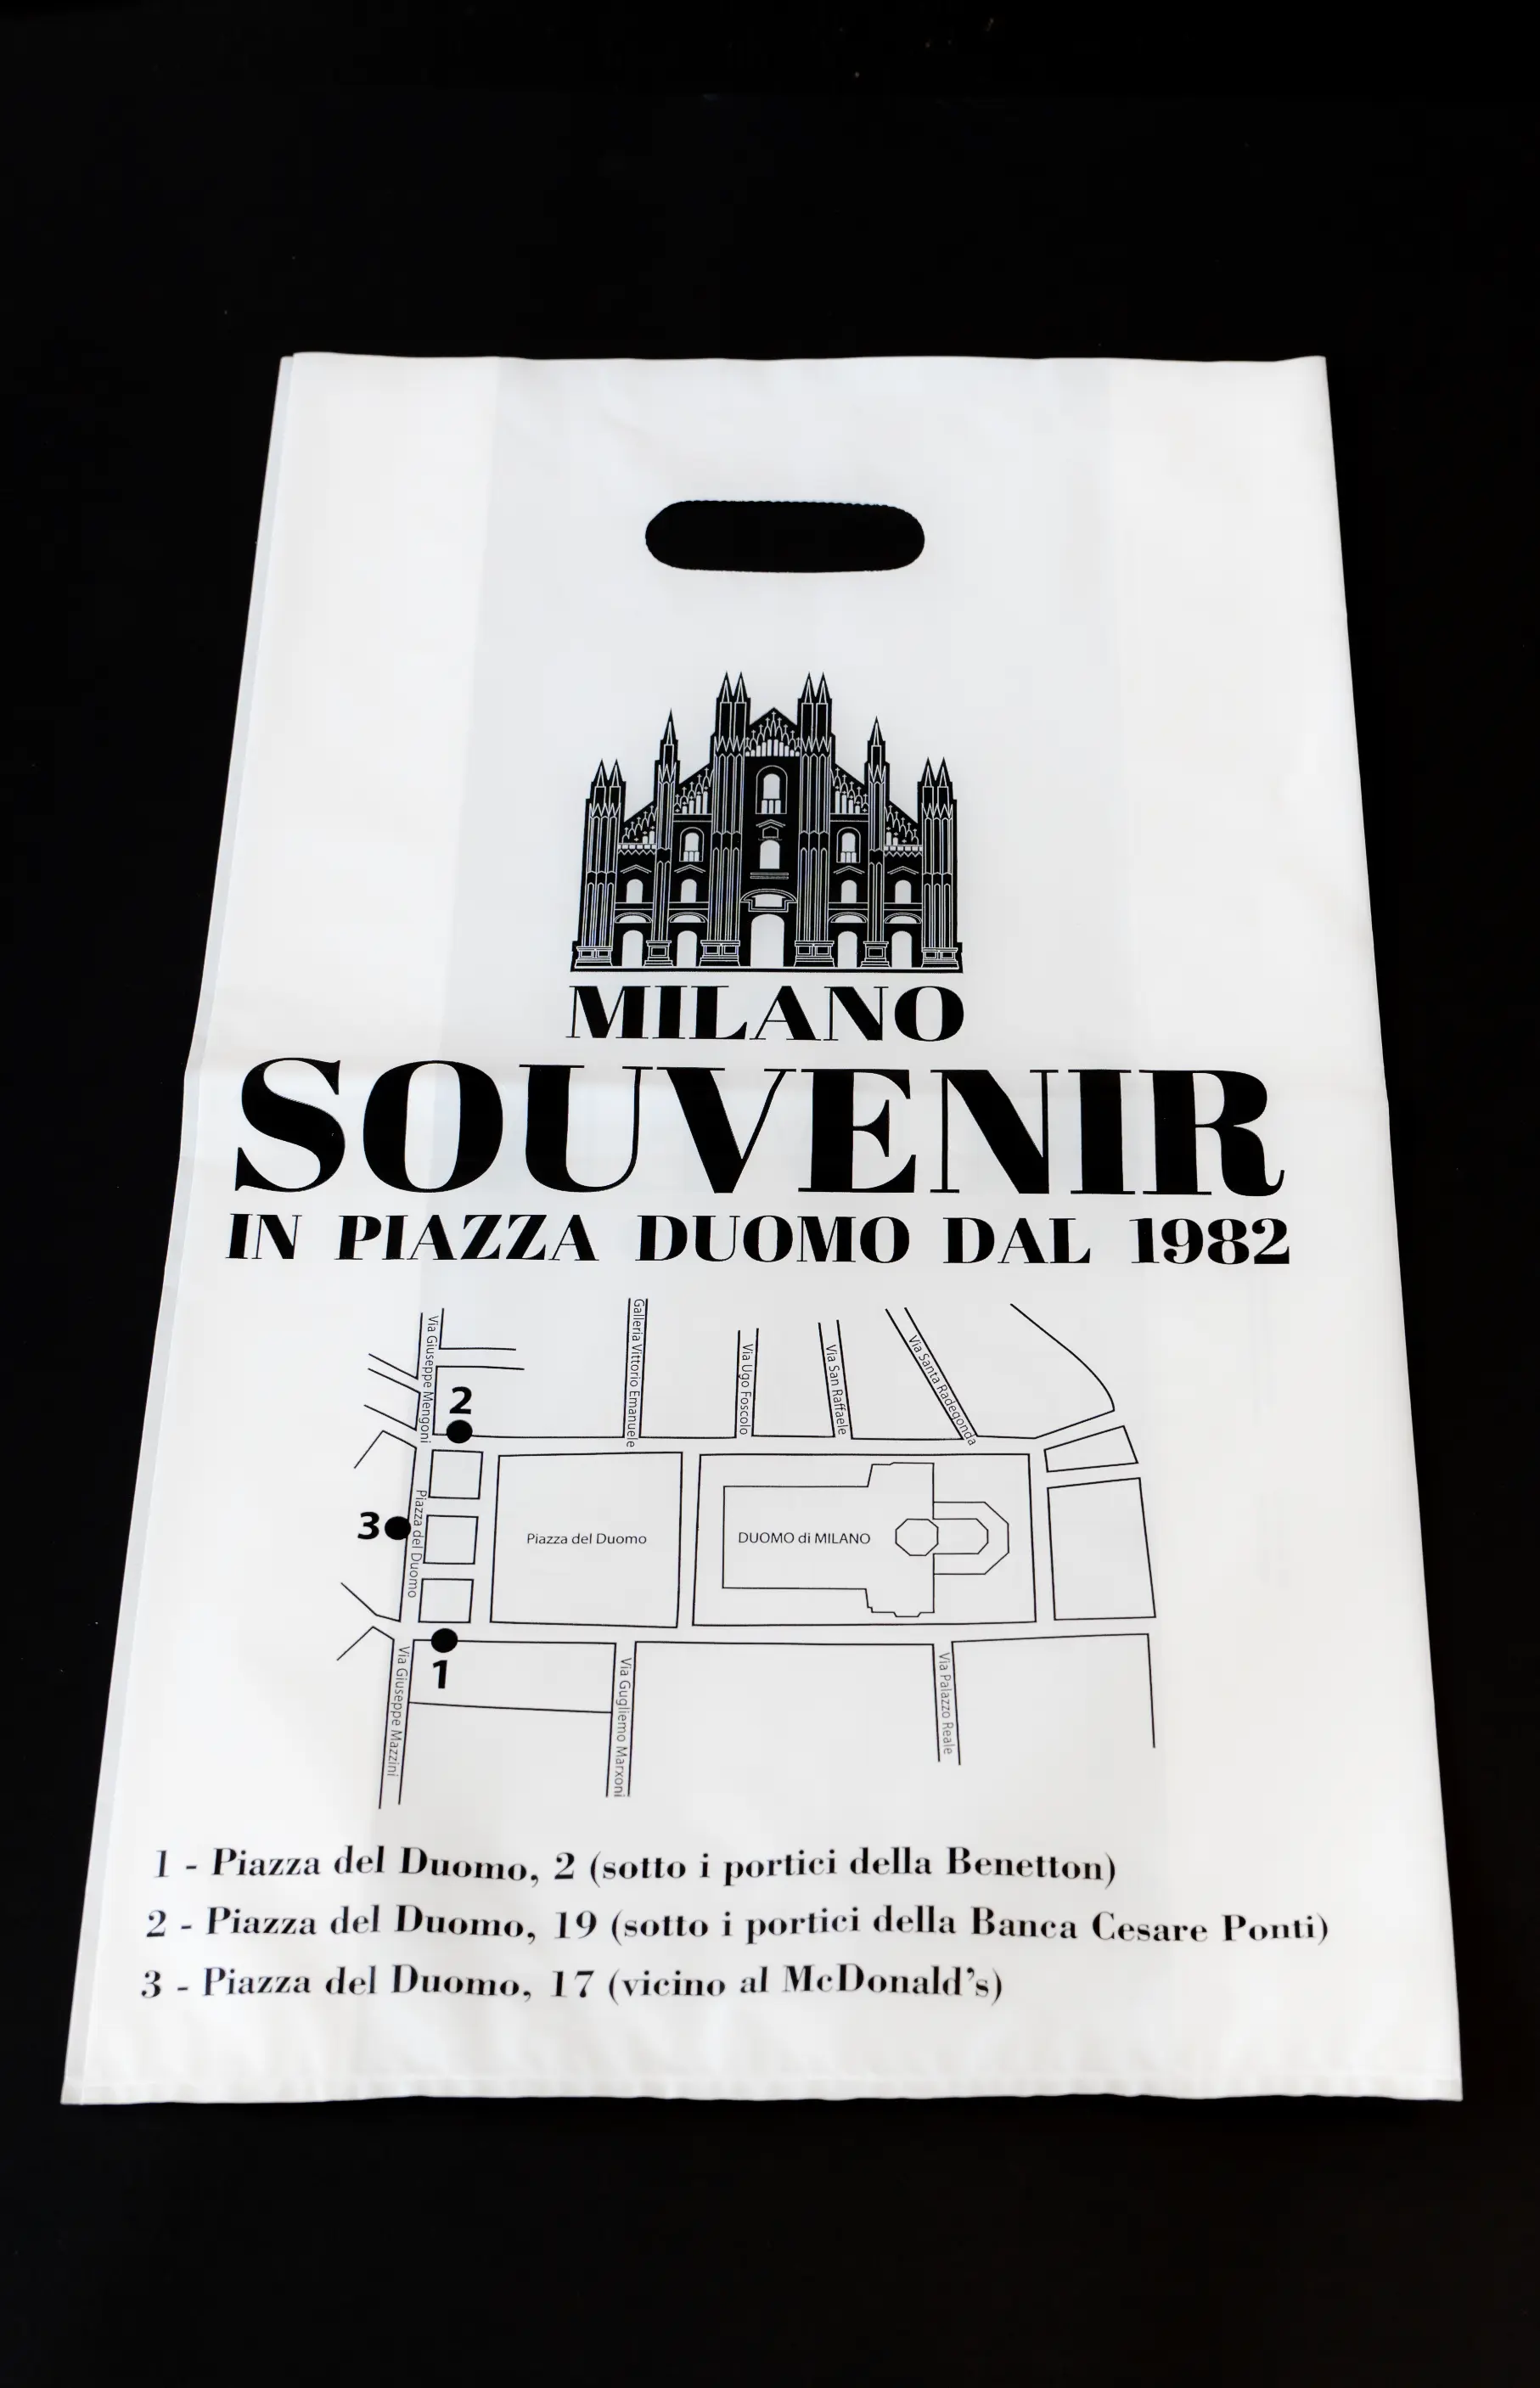 MILANO
SOUVENIR
IN PIAZZA DUOMO DAL 1982
Via Giuseppe Mengoni
Galleria Vittorio Emanuele
Via Ugo Foscolo
Via San Raffaele
Via Santa Radegonda
2
3
Piazza del Duomo
Piazza del Duomo
DUOMO di MILANO
1
Via Giuseppe Mazzini
Via Gugliemo Marxoni
Via Palazzo Reale
1 - Piazza del Duomo, 2 (sotto i portici della Benetton)
2 - Piazza del Duomo, 19 (sotto i portici della Banca Cesare Ponti)
3 - Piazza del Duomo, 17 (vicino al McDonald's)